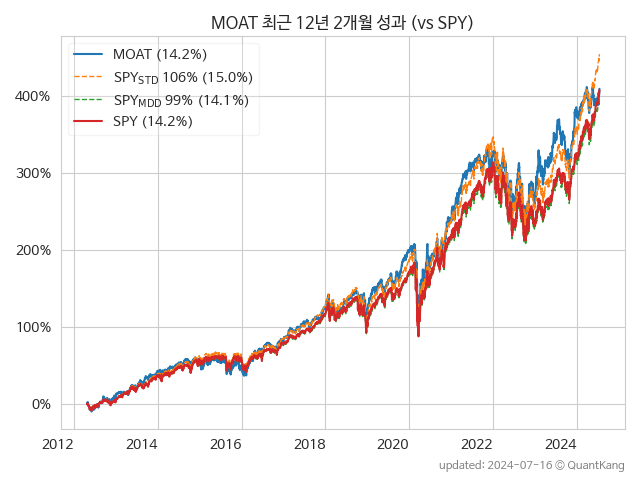 MOAT 최근 12년 2개월 성과 (vs SPY)
MOAT (14.2%)
SPY_STD 106% (15.0%)
SPY_MDD 99% (14.1%)
SPY (14.2%)
400%
300%
200%
100%
0%
2012 2014 2016 2018 2020 2022 2024
updated: 2024-07-16 © QuantKang